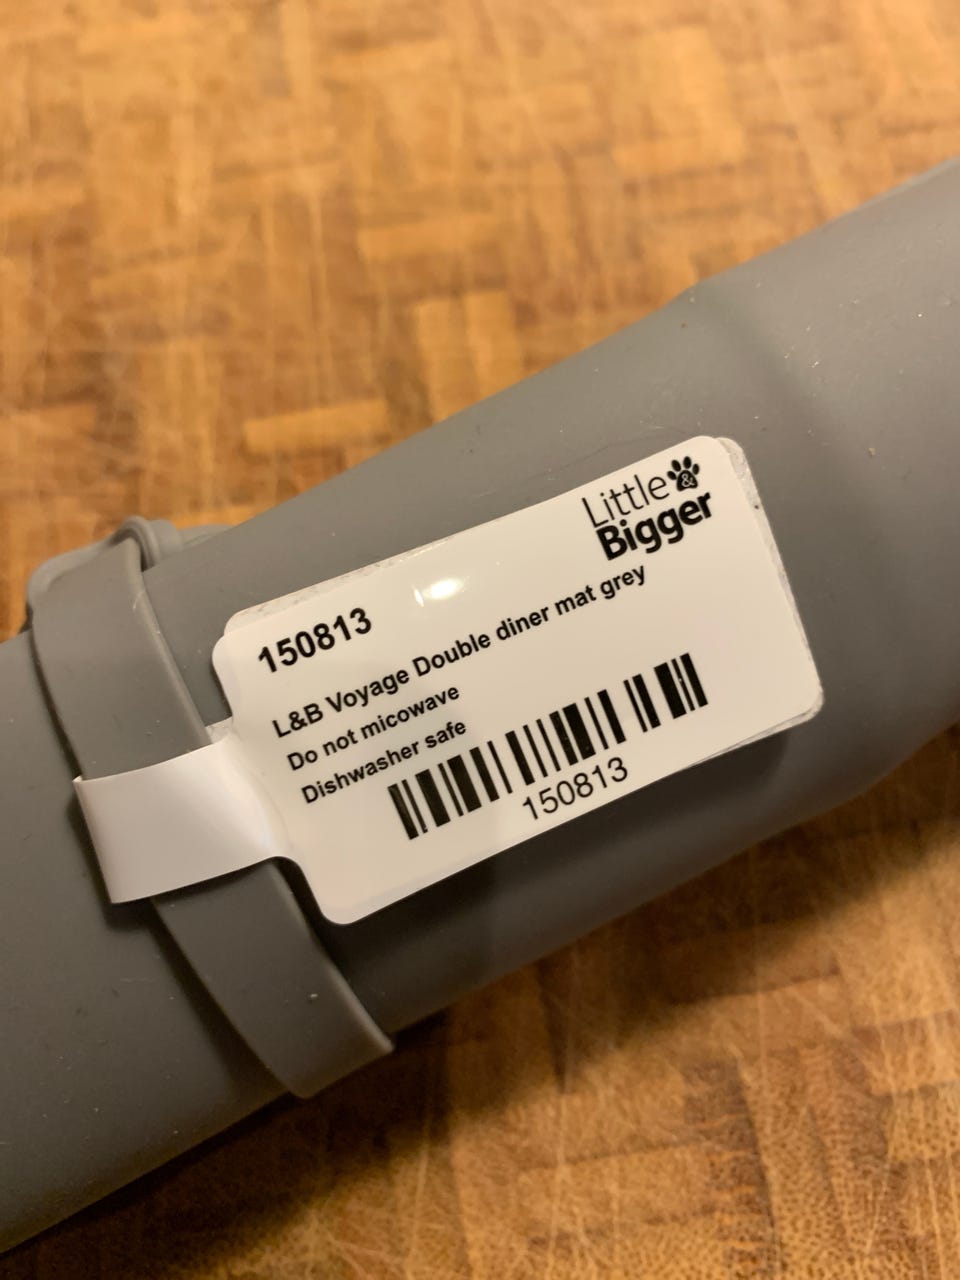 Little &
Bigger
150813
L&B Voyage Double diner mat grey
Do not micowave
Dishwasher safe
150813